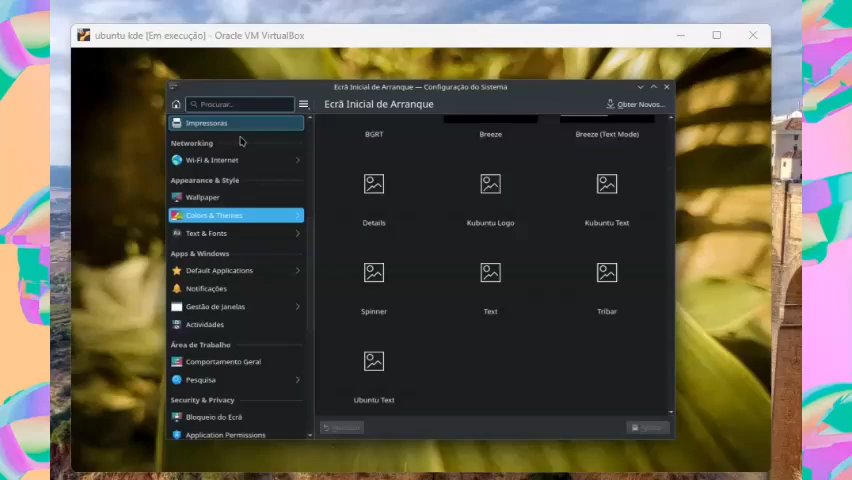 ubuntu kde [Em execução] - Oracle VM VirtualBox
Ecrã Inicial de Arranque — Configuração do Sistema
Procurar...
Ecrã Inicial de Arranque
Obter Novos...
Impressoras
Networking
Wi-Fi & Internet
Appearance & Style
Wallpaper
Colors & Themes
Text & Fonts
Apps & Windows
Default Applications
Notificações
Gestão de Janelas
Actividades
Área de Trabalho
Comportamento Geral
Pesquisa
Security & Privacy
Bloqueio do Ecrã
Application Permissions
BGRT
Breeze
Breeze (Text Mode)
Details
Kubuntu Logo
Kubuntu Text
Spinner
Text
Tribar
Ubuntu Text